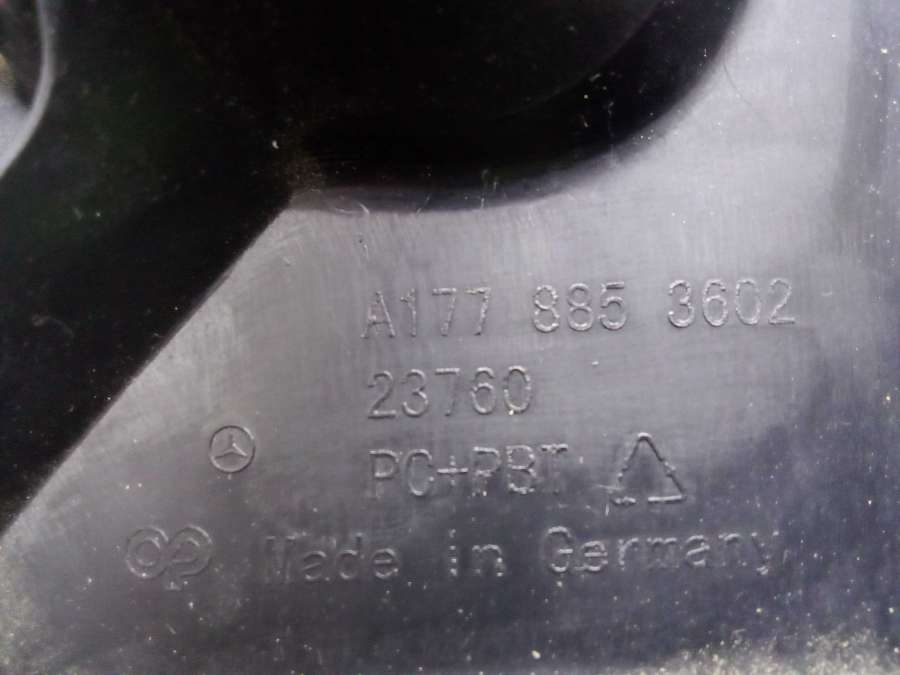 A177 885 3602
23760
PC+PBT
Made in Germany